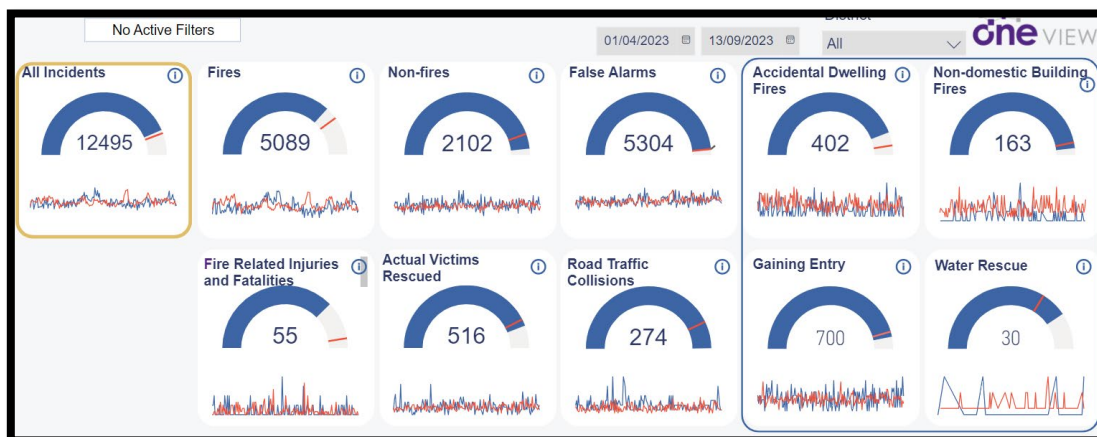 No Active Filters
01/04/2023
13/09/2023
District
All
one VIEW
All Incidents
12495
Fires
5089
Non-fires
2102
False Alarms
5304
Accidental Dwelling
Fires
402
Non-domestic Building
Fires
163
Fire Related Injuries
and Fatalities
55
Actual Victims
Rescued
516
Road Traffic
Collisions
274
Gaining Entry
700
Water Rescue
30